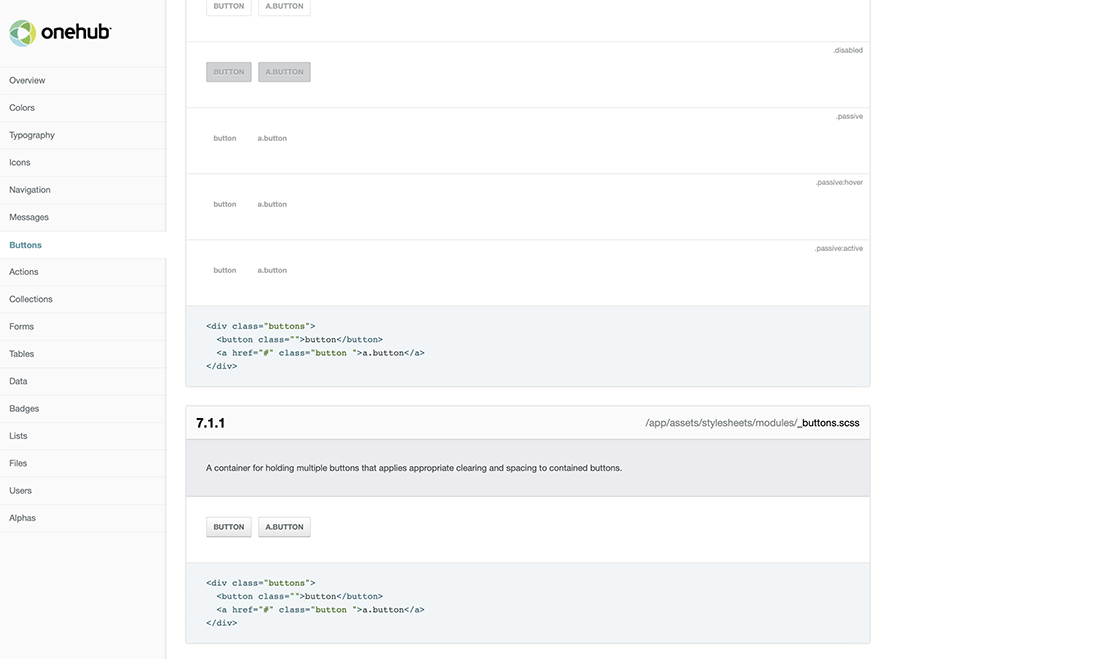 onehub
Overview
Colors
Typography
Icons
Navigation
Messages
Buttons
Actions
Collections
Forms
Tables
Data
Badges
Lists
Files
Users
Alphas
BUTTON A.BUTTON
.disabled
BUTTON A.BUTTON
.passive
button a.button
.passive:hover
button a.button
.passive:active
button a.button
<div class="buttons">
<button class="">button</button>
<a href="#" class="button ">a.button</a>
</div>
7.1.1 /app/assets/stylesheets/modules/_buttons.scss
A container for holding multiple buttons that applies appropriate clearing and spacing to contained buttons.
BUTTON A.BUTTON
<div class="buttons">
<button class="">button</button>
<a href="#" class="button ">a.button</a>
</div>